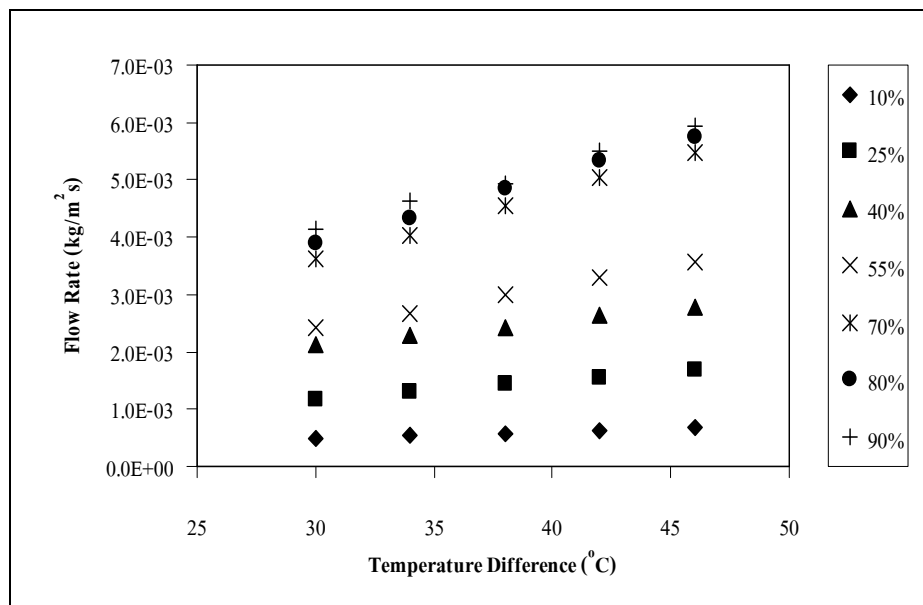 7.0E-03
6.0E-03
5.0E-03
4.0E-03
3.0E-03
2.0E-03
1.0E-03
0.0E+00
Flow Rate (kg/m²s)
25 30 35 40 45 50
Temperature Difference (°C)
10%
25%
40%
55%
70%
80%
90%